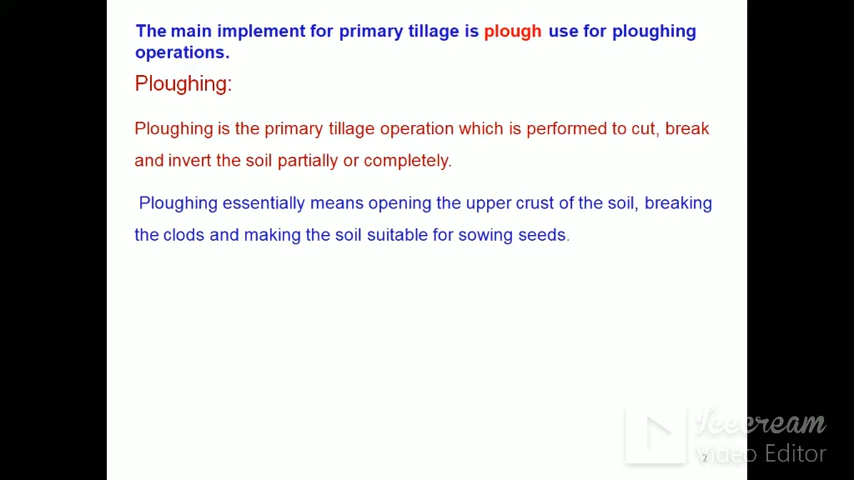 The main implement for primary tillage is plough use for ploughing
operations.
Ploughing:
Ploughing is the primary tillage operation which is performed to cut, break
and invert the soil partially or completely.
Ploughing essentially means opening the upper crust of the soil, breaking
the clods and making the soil suitable for sowing seeds.
Icecream
Video Editor
2